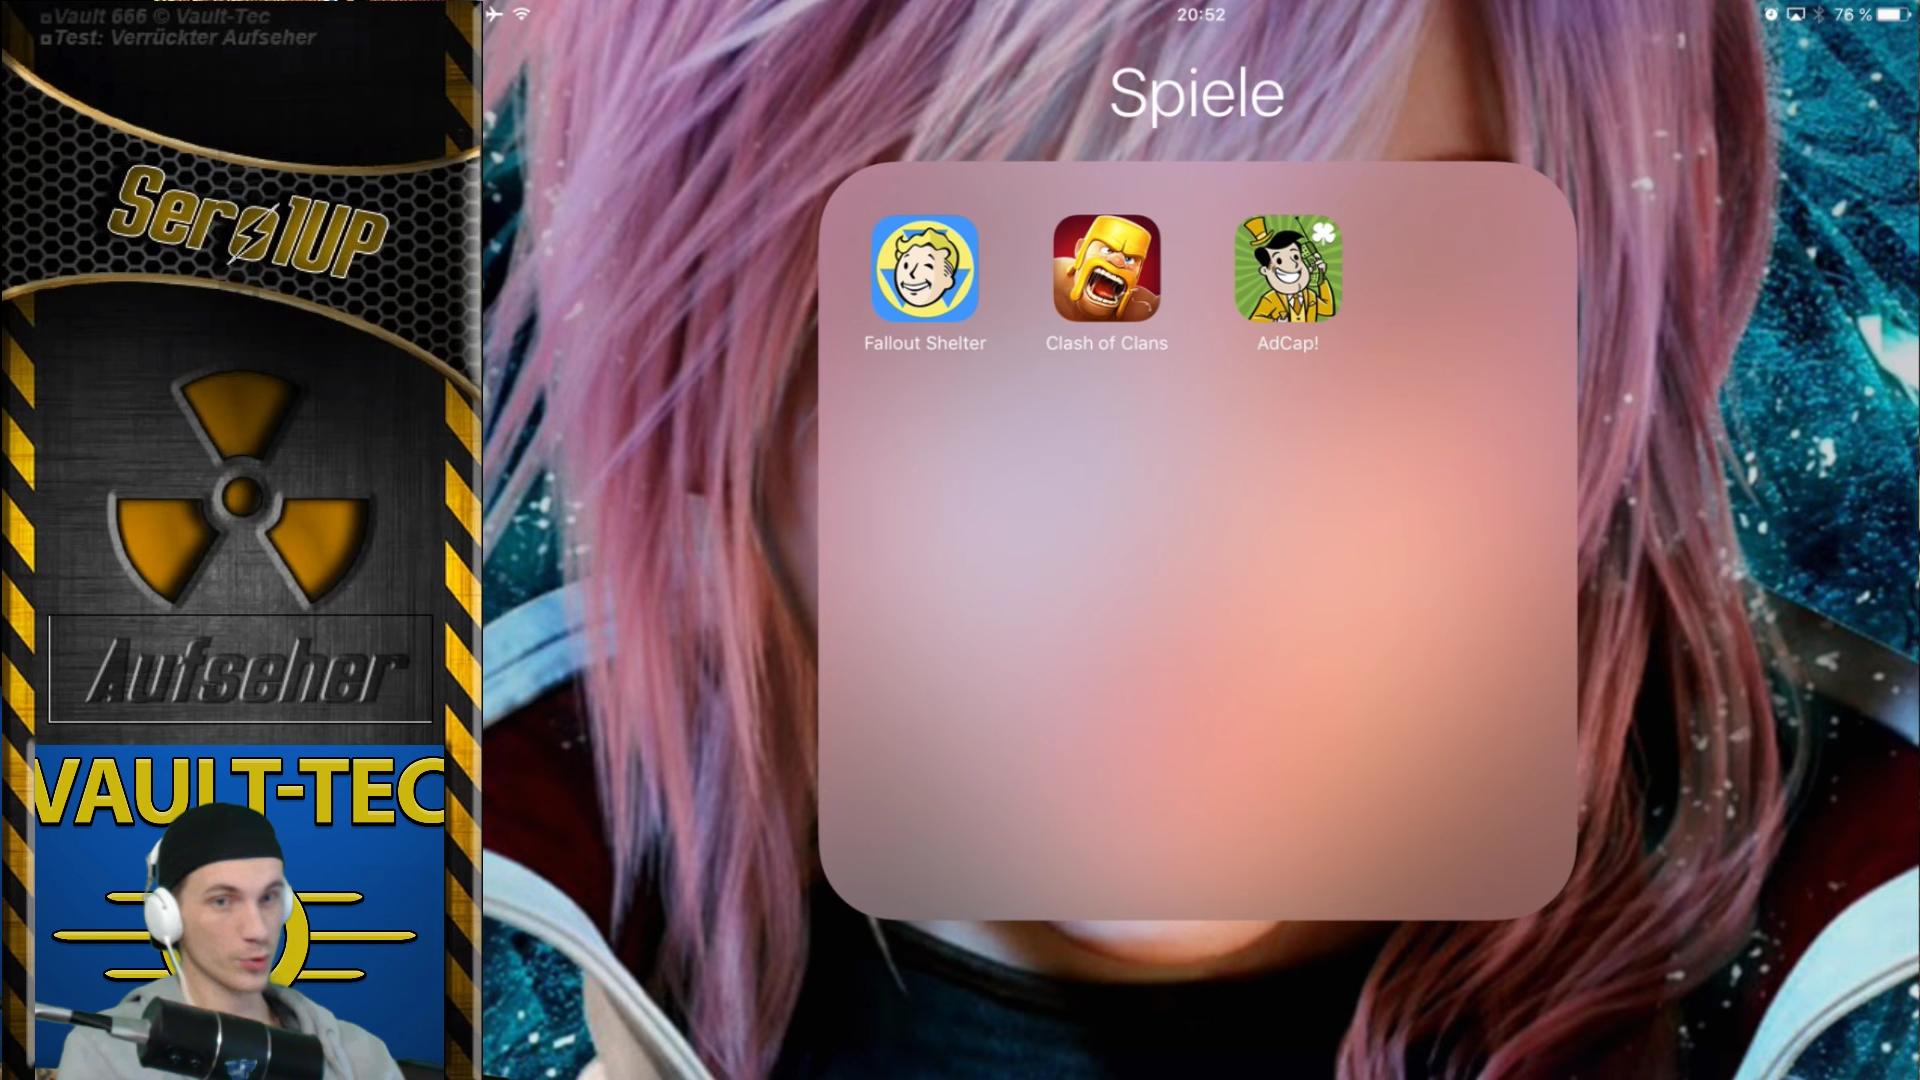 Vault 666 © Vault-Tec
Test: Verrückter Aufseher
Sero1UP
Aufseher
VAULT-TEC
20:52
76 %
Spiele
Fallout Shelter
Clash of Clans
AdCap!